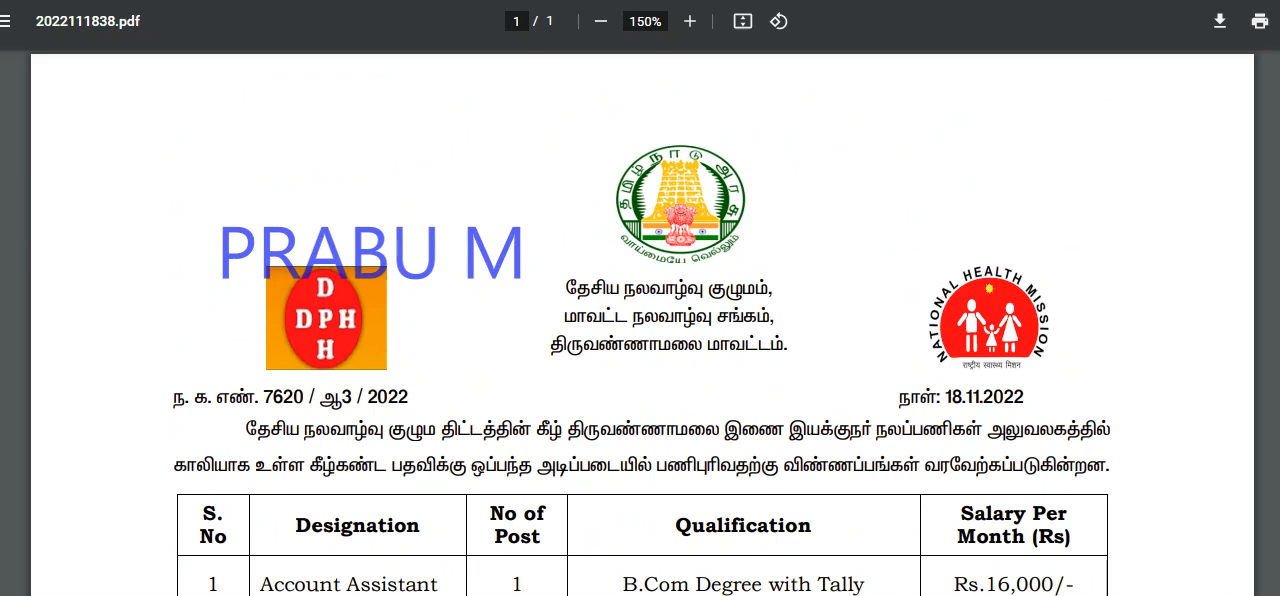 2022111838.pdf
1 / 1
150%
தமிழ்நாடு அரசு
வாய்மையே வெல்லும்
PRABU M
D
DPH
H
தேசிய நலவாழ்வு குழுமம்,
மாவட்ட நலவாழ்வு சங்கம்,
திருவண்ணாமலை மாவட்டம்.
NATIONAL HEALTH MISSION
राष्ट्रीय स्वास्थ्य मिशन
ந. க. எண். 7620 / ஆ3 / 2022
நாள்: 18.11.2022
தேசிய நலவாழ்வு குழும திட்டத்தின் கீழ் திருவண்ணாமலை இணை இயக்குநர் நலப்பணிகள் அலுவலகத்தில்
காலியாக உள்ள கீழ்கண்ட பதவிக்கு ஒப்பந்த அடிப்படையில் பணிபுரிவதற்கு விண்ணப்பங்கள் வரவேற்கப்படுகின்றன.
S. No
Designation
No of Post
Qualification
Salary Per Month (Rs)
1
Account Assistant
1
B.Com Degree with Tally
Rs.16,000/-